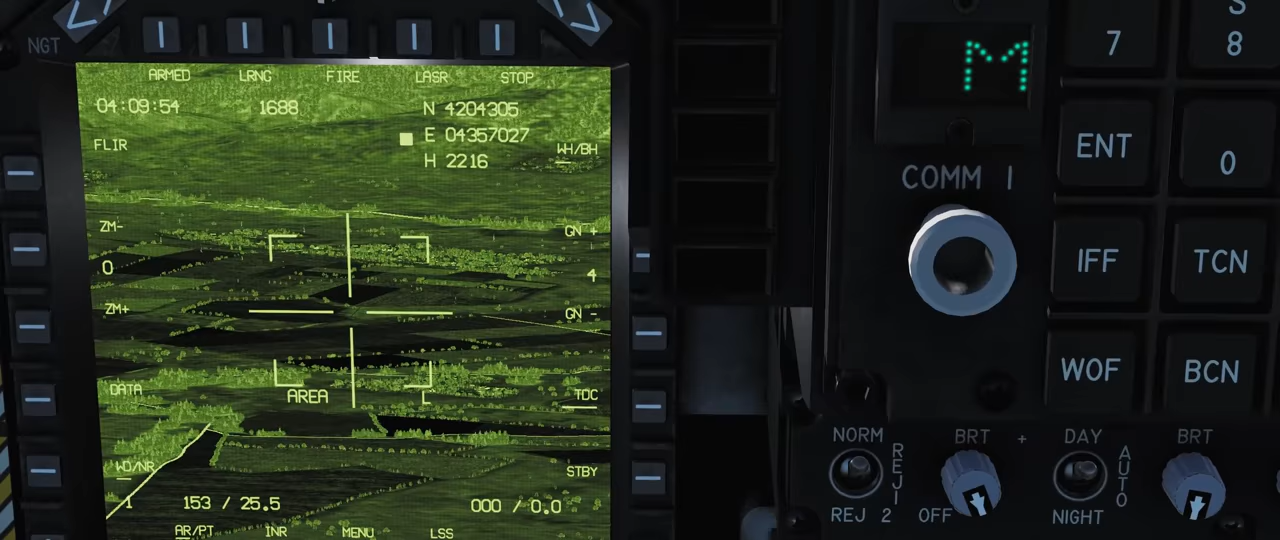 NGT
ARMED LRNG FIRE LASR STOP
04:09:54 1688 N 4204305
E 04357027
H 2216
FLIR WH/BH
ZM- GN +
0 4
ZM+ GN -
DATA AREA L TDC
WD/NR STBY
1 153 / 25.5 000 / 0.0
AR/PT INR MENU LSS
M
COMM 1
7
S
8
ENT
0
IFF
TCN
WOF
BCN
NORM
REJ 1
REJ 2
BRT +
OFF
DAY
AUTO
NIGHT
BRT